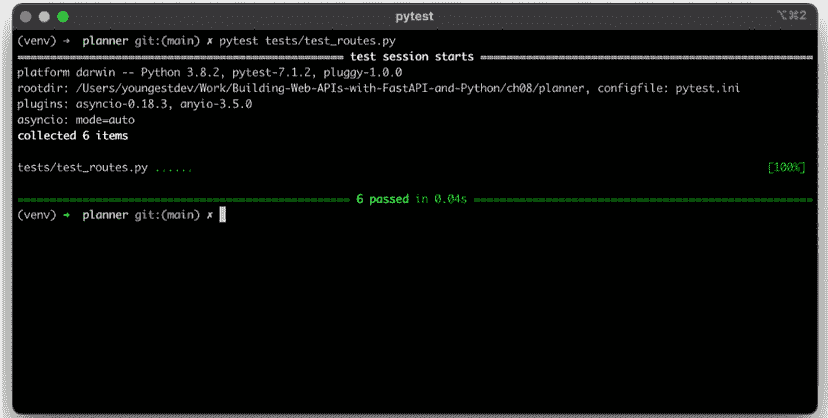 pytest
⌥⌘2
(venv) → planner git:(main) ✗ pytest tests/test_routes.py
test session starts
platform darwin -- Python 3.8.2, pytest-7.1.2, pluggy-1.0.0
rootdir: /Users/youngestdev/Work/Building-Web-APIs-with-FastAPI-and-Python/ch08/planner, configfile: pytest.ini
plugins: asyncio-0.18.3, anyio-3.5.0
asyncio: mode=auto
collected 6 items
tests/test_routes.py ...... [100%]
6 passed in 0.04s
(venv) → planner git:(main) ✗